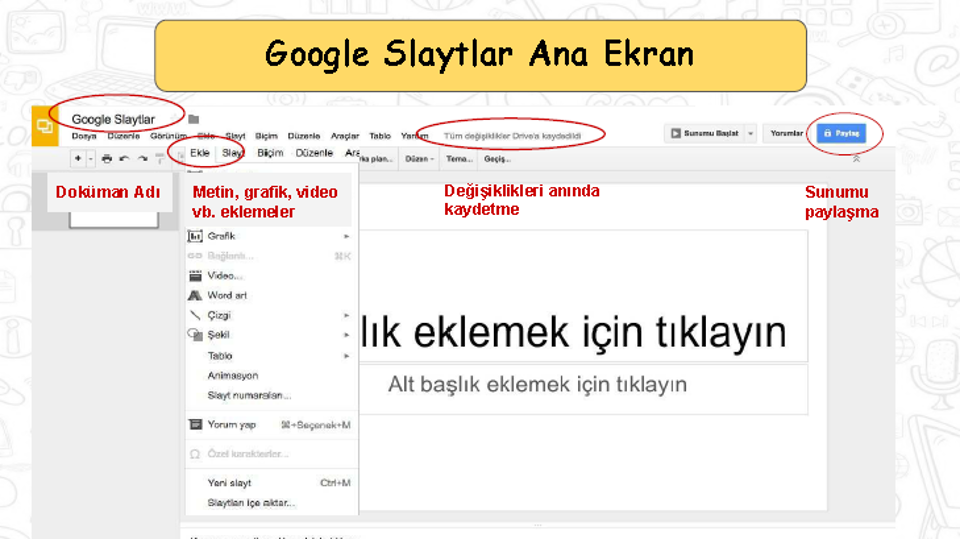 Google Slaytlar Ana Ekran
Google Slaytlar
Dosya Düzenle Görünüm Ekle Slayt Biçim Düzenle Araçlar Tablo Yardım Tüm değişiklikler Drive'a kaydedildi
Sunumu Başlat Yorumlar Paylaş
Ekle Slayt Biçim Düzenle Ara
ka plan... Düzen Tema... Geçiş...
Doküman Adı
Metin, grafik, video
vb. eklemeler
Değişiklikleri anında
kaydetme
Sunumu
paylaşma
Grafik
Bağlantı... ⌘K
Video...
Word art
Çizgi
Şekil
Tablo
Animasyon
Slayt numaraları...
Yorum yap ⌘+Seçenek+M
Özel karakterler...
Yeni slayt Ctrl+M
Slaytları içe aktar...
lık eklemek için tıklayın
Alt başlık eklemek için tıklayın